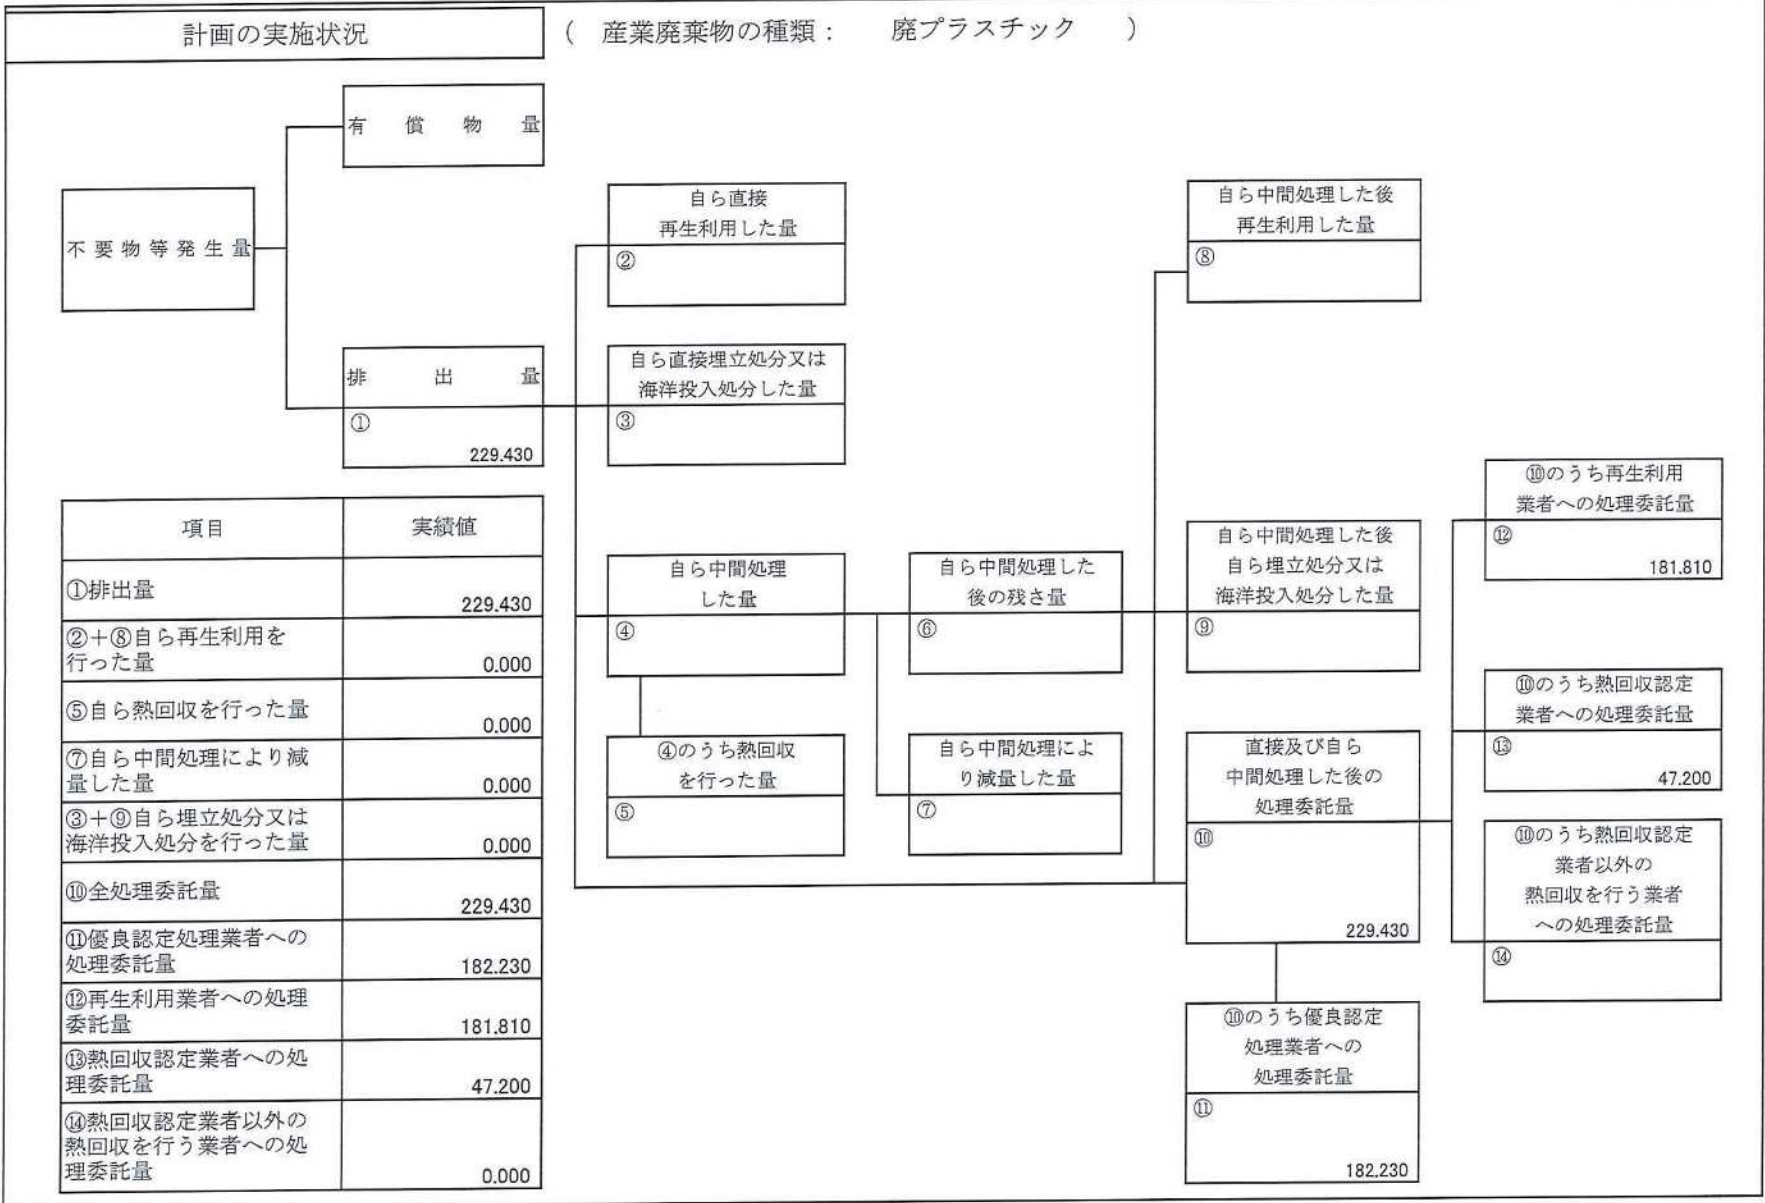 計画の実施状況
( 産業廃棄物の種類： 廃プラスチック )
有償物量
不要物等発生量
排出量
①
229.430
自ら直接
再生利用した量
②
自ら直接埋立処分又は
海洋投入処分した量
③
自ら中間処理
した量
④
④のうち熱回収
を行った量
⑤
自ら中間処理した
後の残さ量
⑥
自ら中間処理によ
り減量した量
⑦
自ら中間処理した後
再生利用した量
⑧
自ら中間処理した後
自ら埋立処分又は
海洋投入処分した量
⑨
直接及び自ら
中間処理した後の
処理委託量
⑩
229.430
⑩のうち優良認定
処理業者への
処理委託量
⑪
182.230
⑩のうち再生利用
業者への処理委託量
⑫
181.810
⑩のうち熱回収認定
業者への処理委託量
⑬
47.200
⑩のうち熱回収認定
業者以外の
熱回収を行う業者
への処理委託量
⑭
項目 実績値
①排出量 229.430
②＋⑧自ら再生利用を
行った量 0.000
⑤自ら熱回収を行った量 0.000
⑦自ら中間処理により減
量した量 0.000
③＋⑨自ら埋立処分又は
海洋投入処分を行った量 0.000
⑩全処理委託量 229.430
⑪優良認定処理業者への
処理委託量 182.230
⑫再生利用業者への処理
委託量 181.810
⑬熱回収認定業者への処
理委託量 47.200
⑭熱回収認定業者以外の
熱回収を行う業者への処
理委託量 0.000